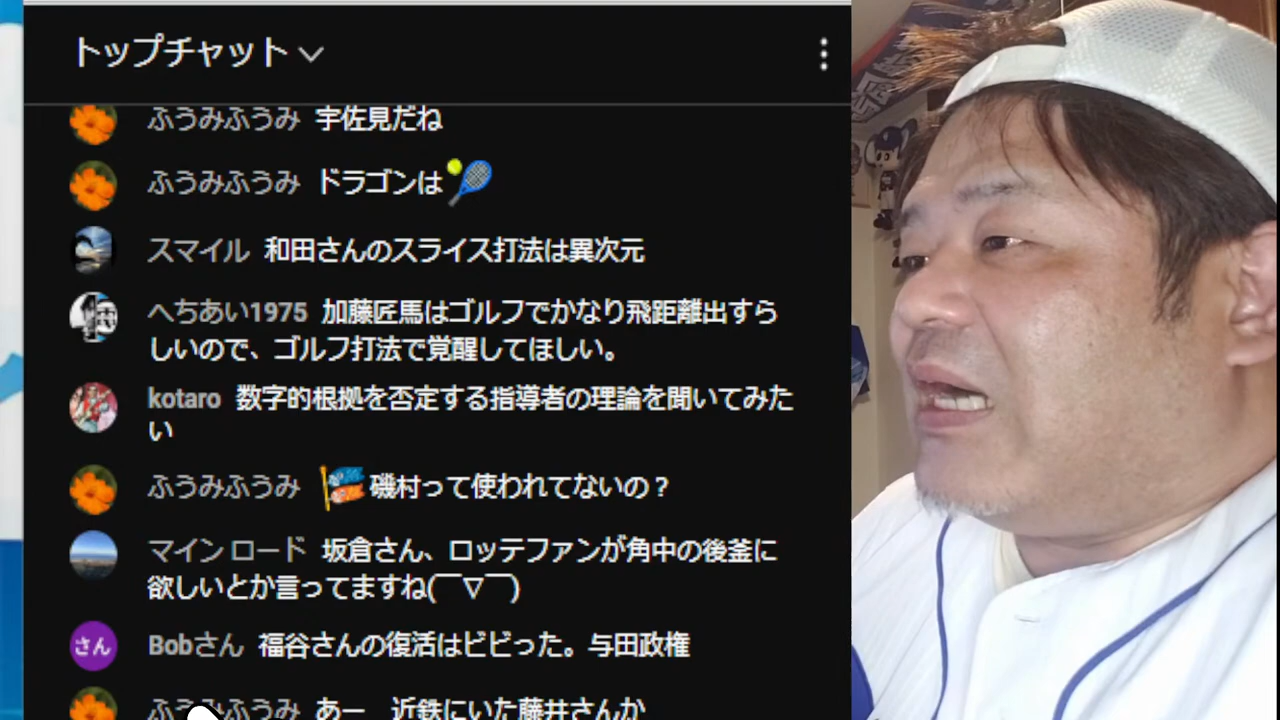 トップチャット
ふうみふうみ 宇佐見だね
ふうみふうみ ドラゴンは🎾
スマイル 和田さんのスライス打法は異次元
へちあい1975 加藤匠馬はゴルフでかなり飛距離出すら
しいので、ゴルフ打法で覚醒してほしい。
kotaro 数字的根拠を否定する指導者の理論を聞いてみた
い
ふうみふうみ 磯村って使われてないの？
マイン ロード 坂倉さん、ロッテファンが角中の後釜に
欲しいとか言ってますね(￣▽￣)
さん
Bobさん 福谷さんの復活はビビった。与田政権
ふうみふうみ あー 近鉄にいた藤井さんか